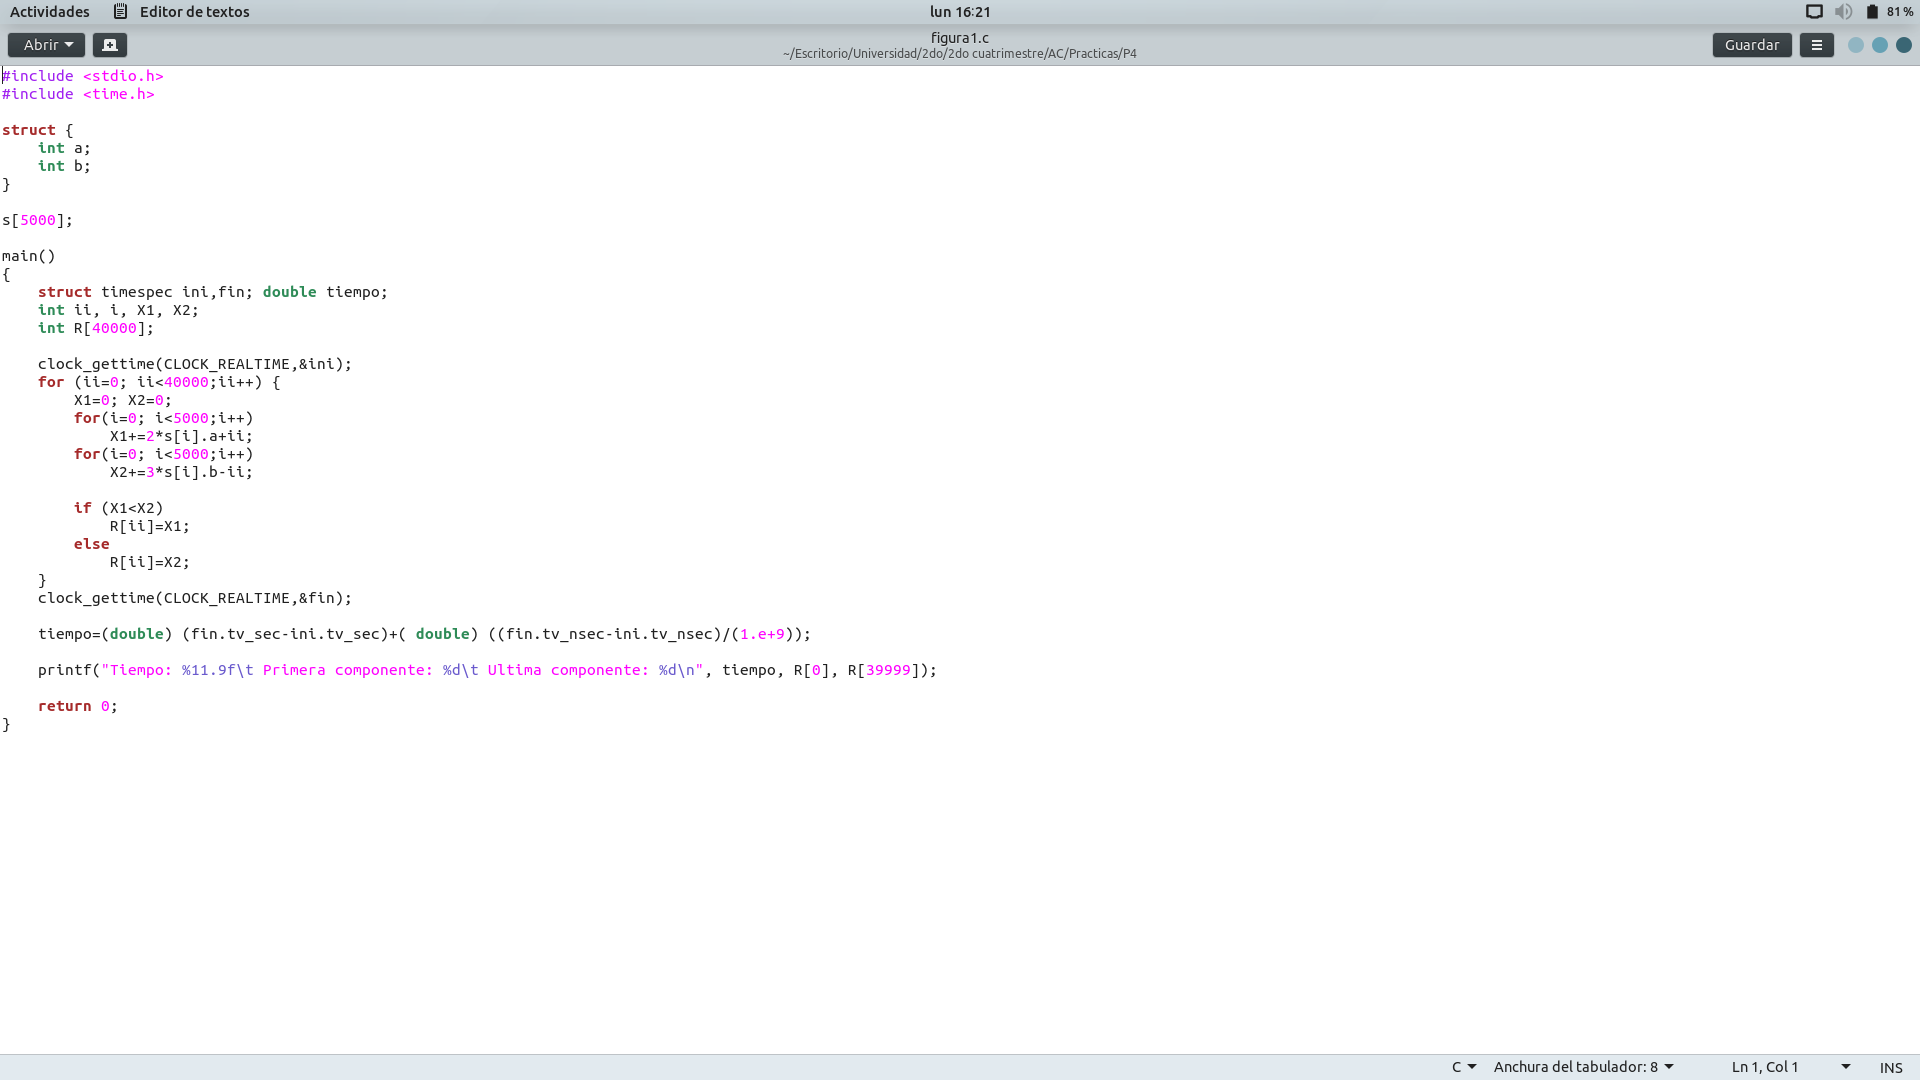 Actividades Editor de textos lun 16:21 81%
Abrir figura1.c Guardar
~/Escritorio/Universidad/2do/2do cuatrimestre/AC/Practicas/P4
#include <stdio.h>
#include <time.h>
struct {
    int a;
    int b;
}
s[5000];
main()
{
    struct timespec ini,fin; double tiempo;
    int ii, i, X1, X2;
    int R[40000];
    clock_gettime(CLOCK_REALTIME,&ini);
    for (ii=0; ii<40000;ii++) {
        X1=0; X2=0;
        for(i=0; i<5000;i++)
            X1+=2*s[i].a+ii;
        for(i=0; i<5000;i++)
            X2+=3*s[i].b-ii;
        if (X1<X2)
            R[ii]=X1;
        else
            R[ii]=X2;
    }
    clock_gettime(CLOCK_REALTIME,&fin);
    tiempo=(double) (fin.tv_sec-ini.tv_sec)+( double) ((fin.tv_nsec-ini.tv_nsec)/(1.e+9));
    printf("Tiempo: %11.9f\t Primera componente: %d\t Ultima componente: %d\n", tiempo, R[0], R[39999]);
    return 0;
}
C Anchura del tabulador: 8 Ln 1, Col 1 INS